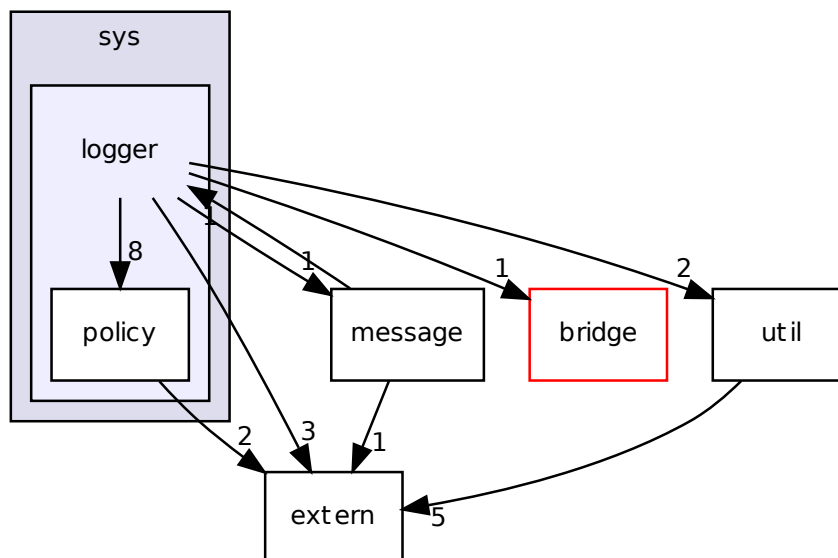 sys
logger
1
8
1
1
2
policy
message
bridge
util
2
3
1
5
extern